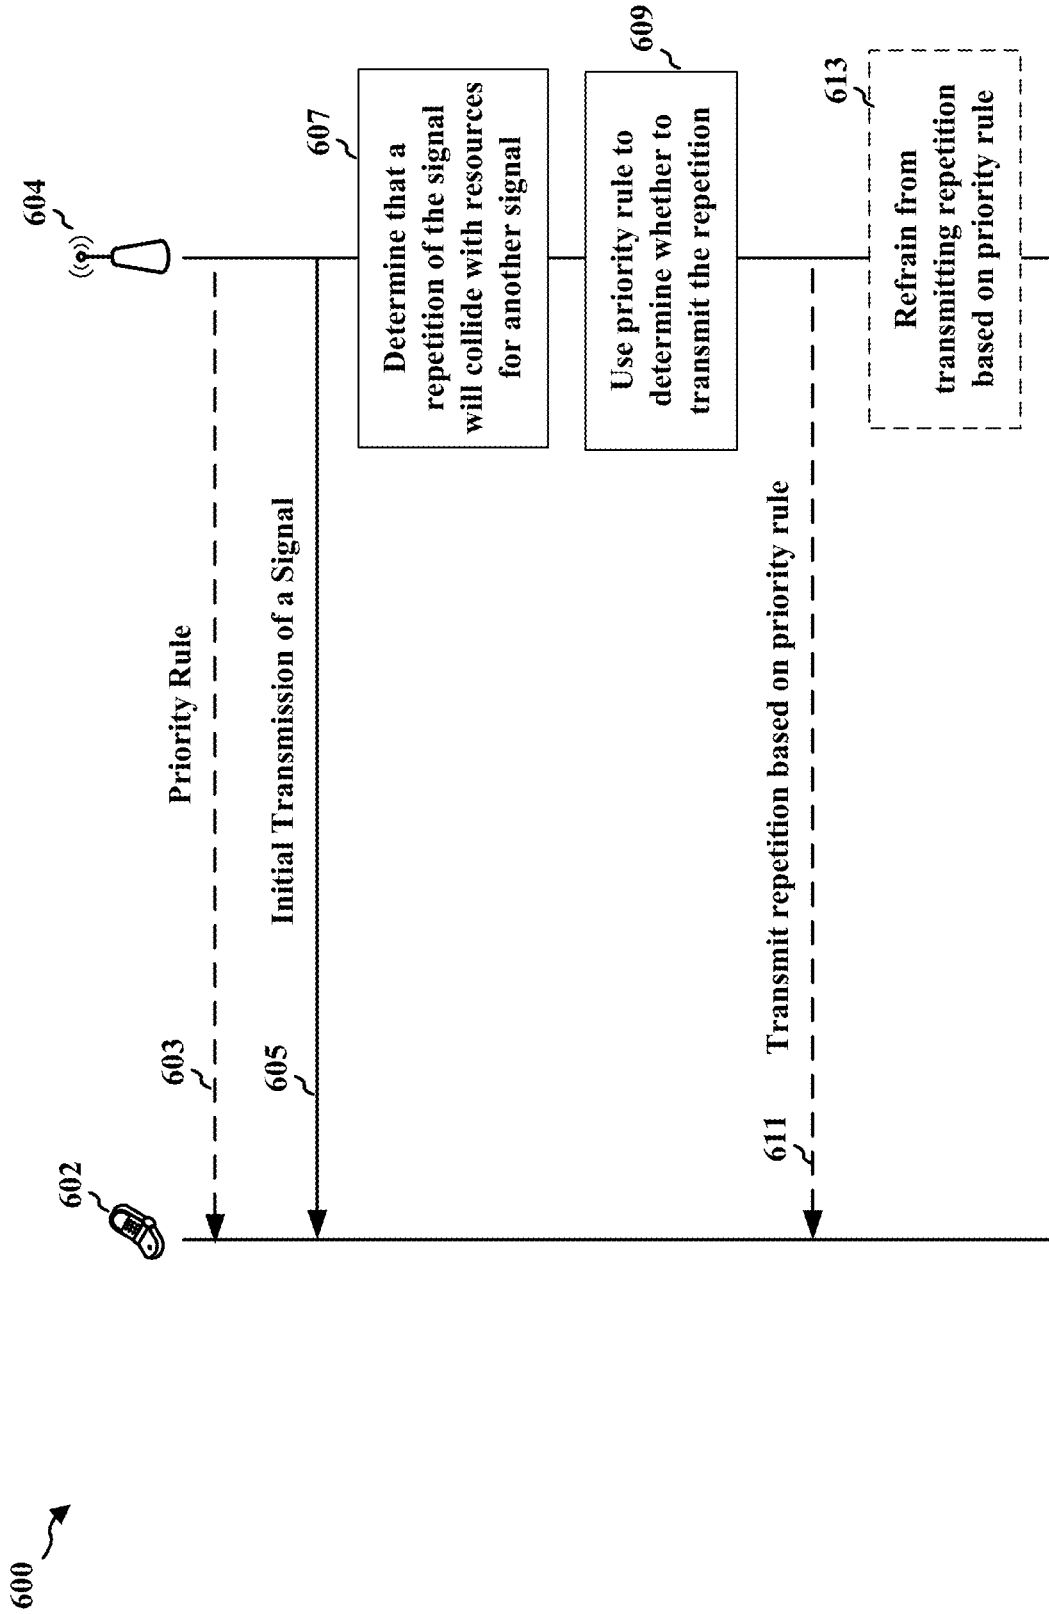 600
602
604
Priority Rule
603
Initial Transmission of a Signal
605
607
Determine that a
repetition of the signal
will collide with resources
for another signal
609
Use priority rule to
determine whether to
transmit the repetition
Transmit repetition based on priority rule
611
613
Refrain from
transmitting repetition
based on priority rule